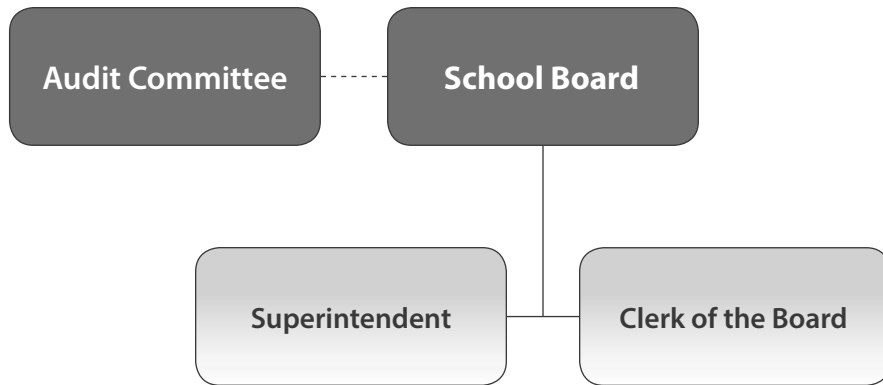 Audit Committee
School Board
Superintendent
Clerk of the Board